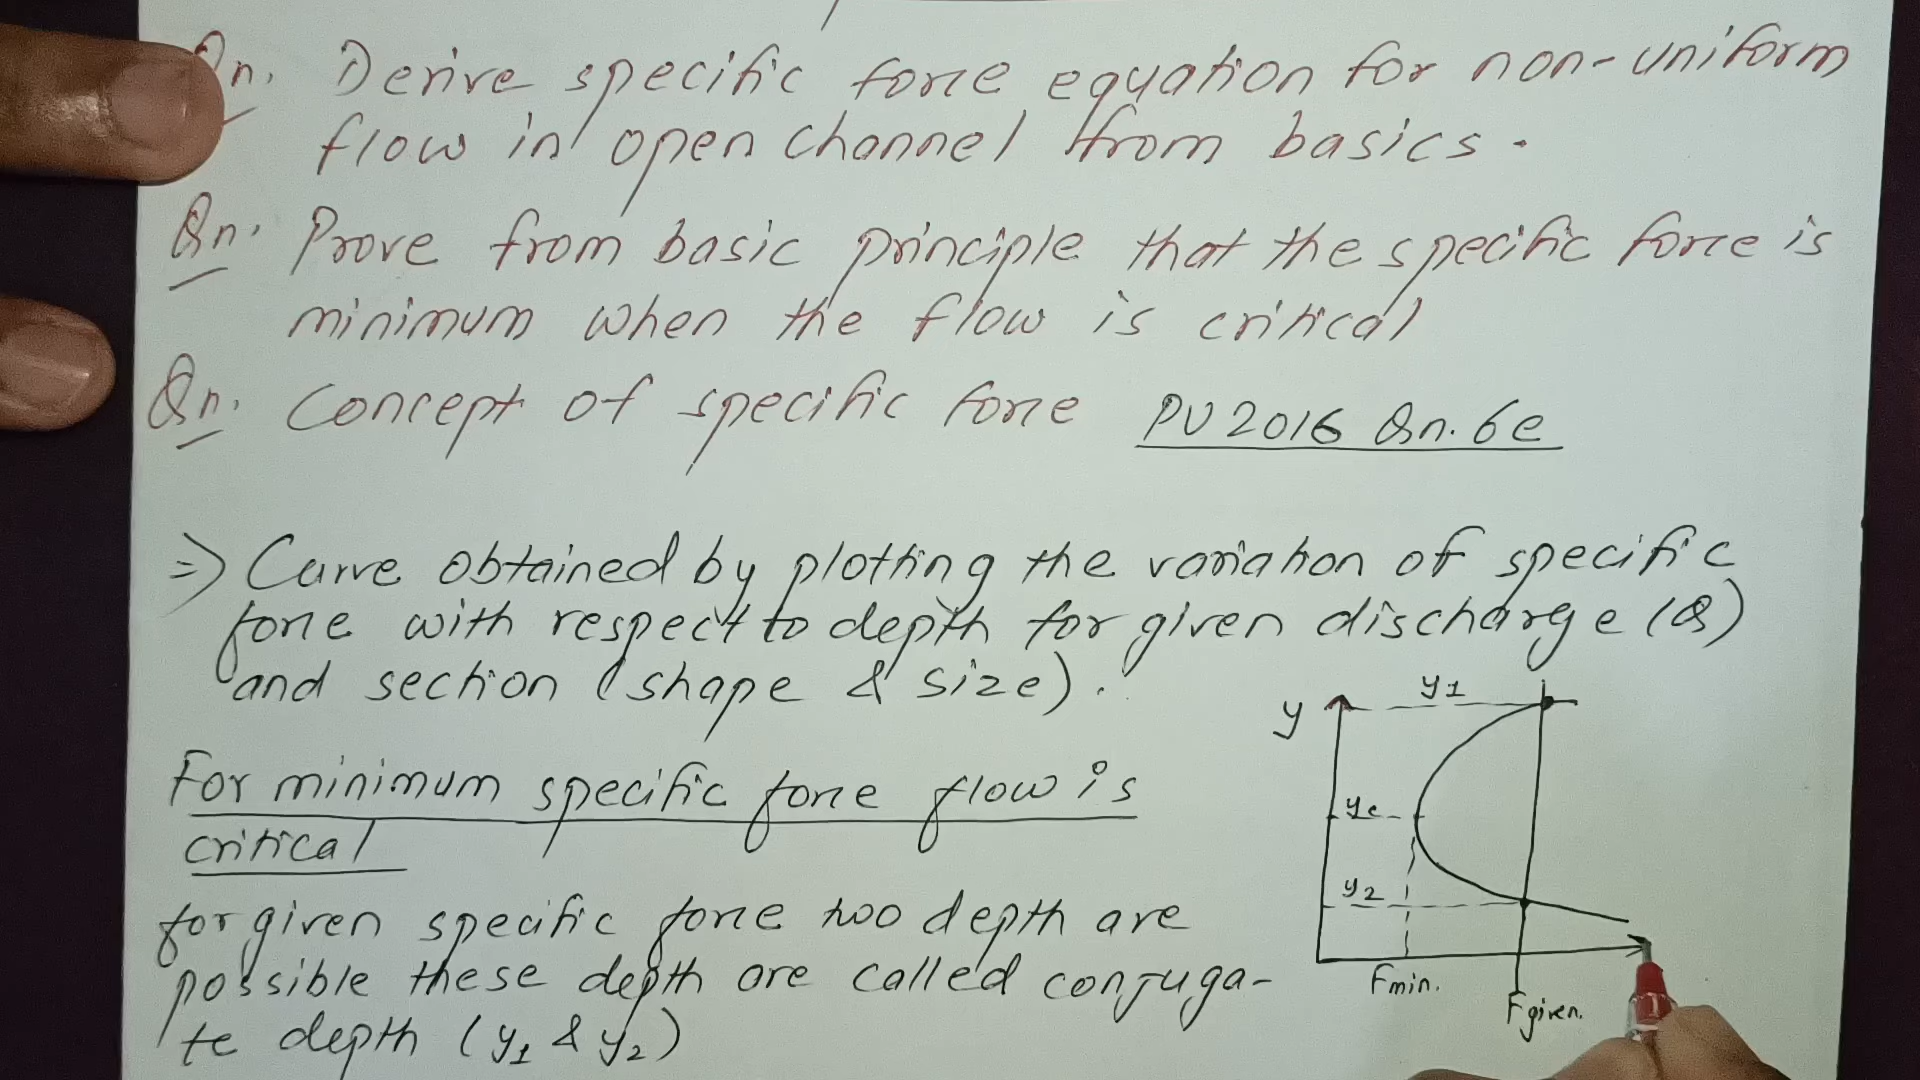 Qn. Derive specific force equation for non-uniform
flow in open channel from basics.
Qn. Prove from basic principle that the specific force is
minimum when the flow is critical
Qn. Concept of specific force PU 2016 Qn. 6e
⇒ Curve obtained by plotting the variation of specific
force with respect to depth for given discharge (Q)
and section (shape & size).
For minimum specific force flow is
critical
for given specific force two depth are
possible these depth are called conjuga-
te depth (y1 & y2)
y
y1
yc
y2
Fmin.
Fgiven.